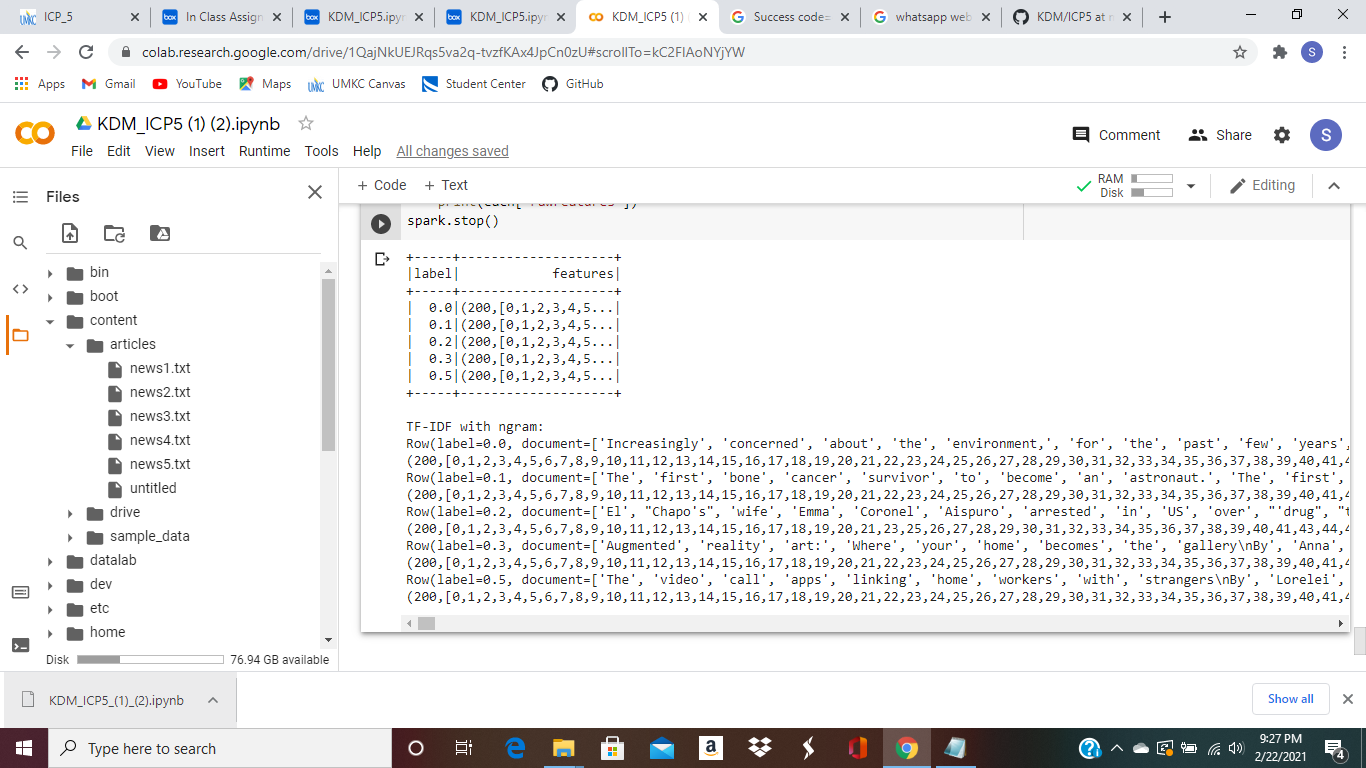 ICP_5
In Class Assign
KDM_ICP5.ipyn
KDM_ICP5.ipyn
KDM_ICP5 (1) (
Success code=
whatsapp web
KDM/ICP5 at n
colab.research.google.com/drive/1QajNkUEJRqs5va2q-tvzfKAx4JpCn0zU#scrollTo=kC2FIAoNYjYW
S
Apps
Gmail
YouTube
Maps
UMKC Canvas
Student Center
GitHub
KDM_ICP5 (1) (2).ipynb
Comment
Share
S
File Edit View Insert Runtime Tools Help All changes saved
Files
+ Code + Text
RAM
Disk
Editing
bin
boot
content
articles
news1.txt
news2.txt
news3.txt
news4.txt
news5.txt
untitled
drive
sample_data
datalab
dev
etc
home
Disk 76.94 GB available
spark.stop()
+-----+--------------------+
|label|            features|
+-----+--------------------+
|  0.0|(200,[0,1,2,3,4,5...|
|  0.1|(200,[0,1,2,3,4,5...|
|  0.2|(200,[0,1,2,3,4,5...|
|  0.3|(200,[0,1,2,3,4,5...|
|  0.5|(200,[0,1,2,3,4,5...|
+-----+--------------------+
TF-IDF with ngram:
Row(label=0.0, document=['Increasingly', 'concerned', 'about', 'the', 'environment,', 'for', 'the', 'past', 'few', 'years',
(200,[0,1,2,3,4,5,6,7,8,9,10,11,12,13,14,15,16,17,18,19,20,21,22,23,24,25,26,27,28,29,30,31,32,33,34,35,36,37,38,39,40,41,4
Row(label=0.1, document=['The', 'first', 'bone', 'cancer', 'survivor', 'to', 'become', 'an', 'astronaut.', 'The', 'first',
(200,[0,1,2,3,4,5,6,7,8,9,10,11,12,13,14,15,16,17,18,19,20,21,22,23,24,25,26,27,28,29,30,31,32,33,34,35,36,37,38,39,40,41,4
Row(label=0.2, document=['El', "Chapo's", 'wife', 'Emma', 'Coronel', 'Aispuro', 'arrested', 'in', 'US', 'over', "'drug", "t
(200,[0,1,2,3,4,5,6,7,8,9,10,11,12,13,14,15,16,17,18,19,20,21,22,23,25,26,27,28,29,30,31,32,33,34,35,36,37,38,39,40,41,43,44,4
Row(label=0.3, document=['Augmented', 'reality', 'art:', 'Where', 'your', 'home', 'becomes', 'the', 'gallery\nBy', 'Anna',
(200,[0,1,2,3,4,5,6,7,8,9,10,11,12,13,14,15,16,17,18,19,20,21,22,23,24,25,26,27,28,29,30,31,32,33,34,35,36,37,38,39,40,41,4
Row(label=0.5, document=['The', 'video', 'call', 'apps', 'linking', 'home', 'workers', 'with', 'strangers\nBy', 'Lorelei',
(200,[0,1,2,3,4,5,6,7,8,9,10,11,12,13,14,15,16,17,18,19,20,21,22,23,24,25,26,27,28,29,30,31,32,33,34,35,36,37,38,39,40,41,4
KDM_ICP5_(1)_(2).ipynb
Show all
Type here to search
9:27 PM
2/22/2021
4